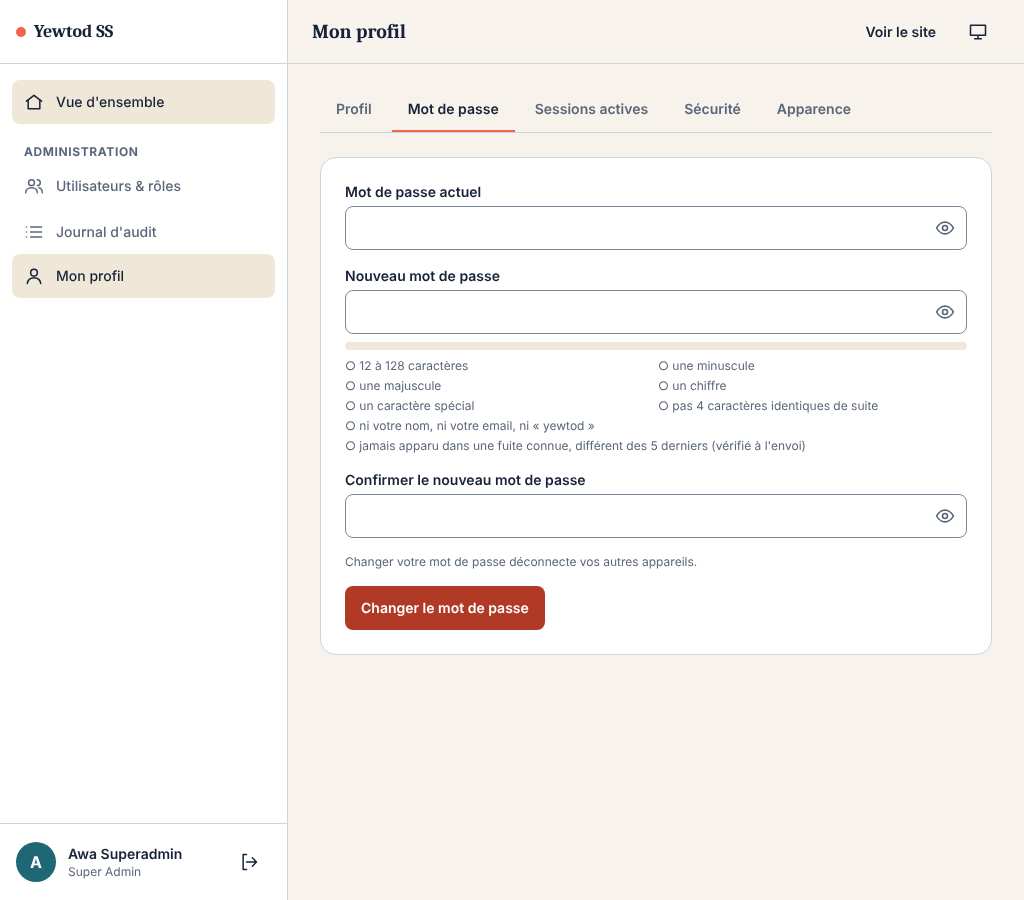 Yewtod SS
Mon profil
Voir le site
Vue d'ensemble
ADMINISTRATION
Utilisateurs & rôles
Journal d'audit
Mon profil
Profil
Mot de passe
Sessions actives
Sécurité
Apparence
Mot de passe actuel
Nouveau mot de passe
12 à 128 caractères
une minuscule
une majuscule
un chiffre
un caractère spécial
pas 4 caractères identiques de suite
ni votre nom, ni votre email, ni « yewtod »
jamais apparu dans une fuite connue, différent des 5 derniers (vérifié à l'envoi)
Confirmer le nouveau mot de passe
Changer votre mot de passe déconnecte vos autres appareils.
Changer le mot de passe
A
Awa Superadmin
Super Admin